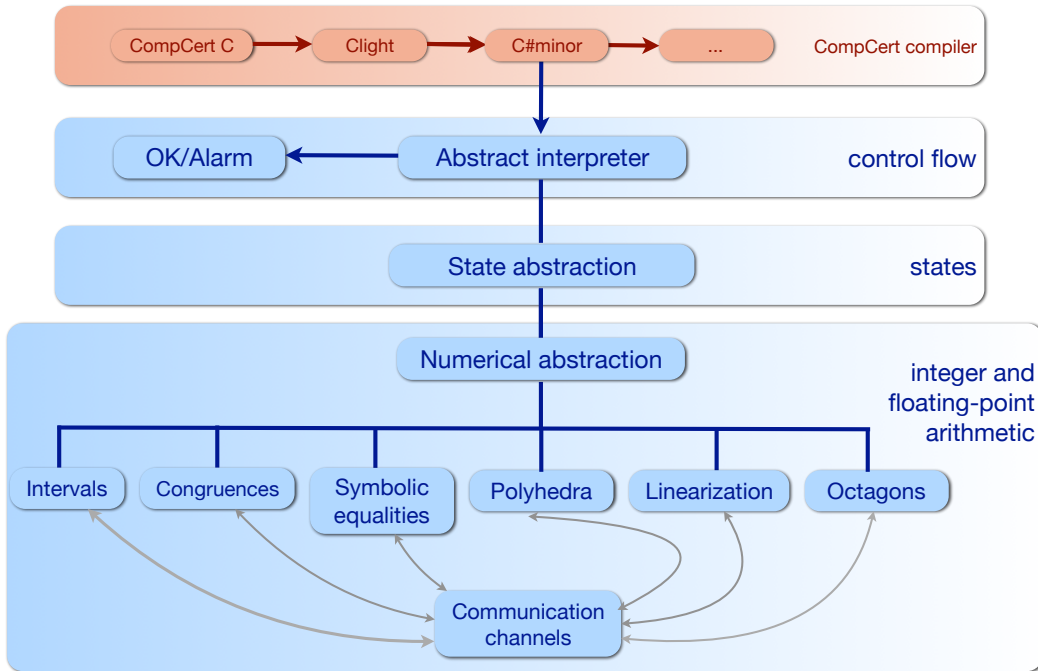 CompCert C
Clight
C#minor
...
CompCert compiler
OK/Alarm
Abstract interpreter
control flow
State abstraction
states
Numerical abstraction
integer and
floating-point
arithmetic
Intervals
Congruences
Symbolic
equalities
Polyhedra
Linearization
Octagons
Communication
channels